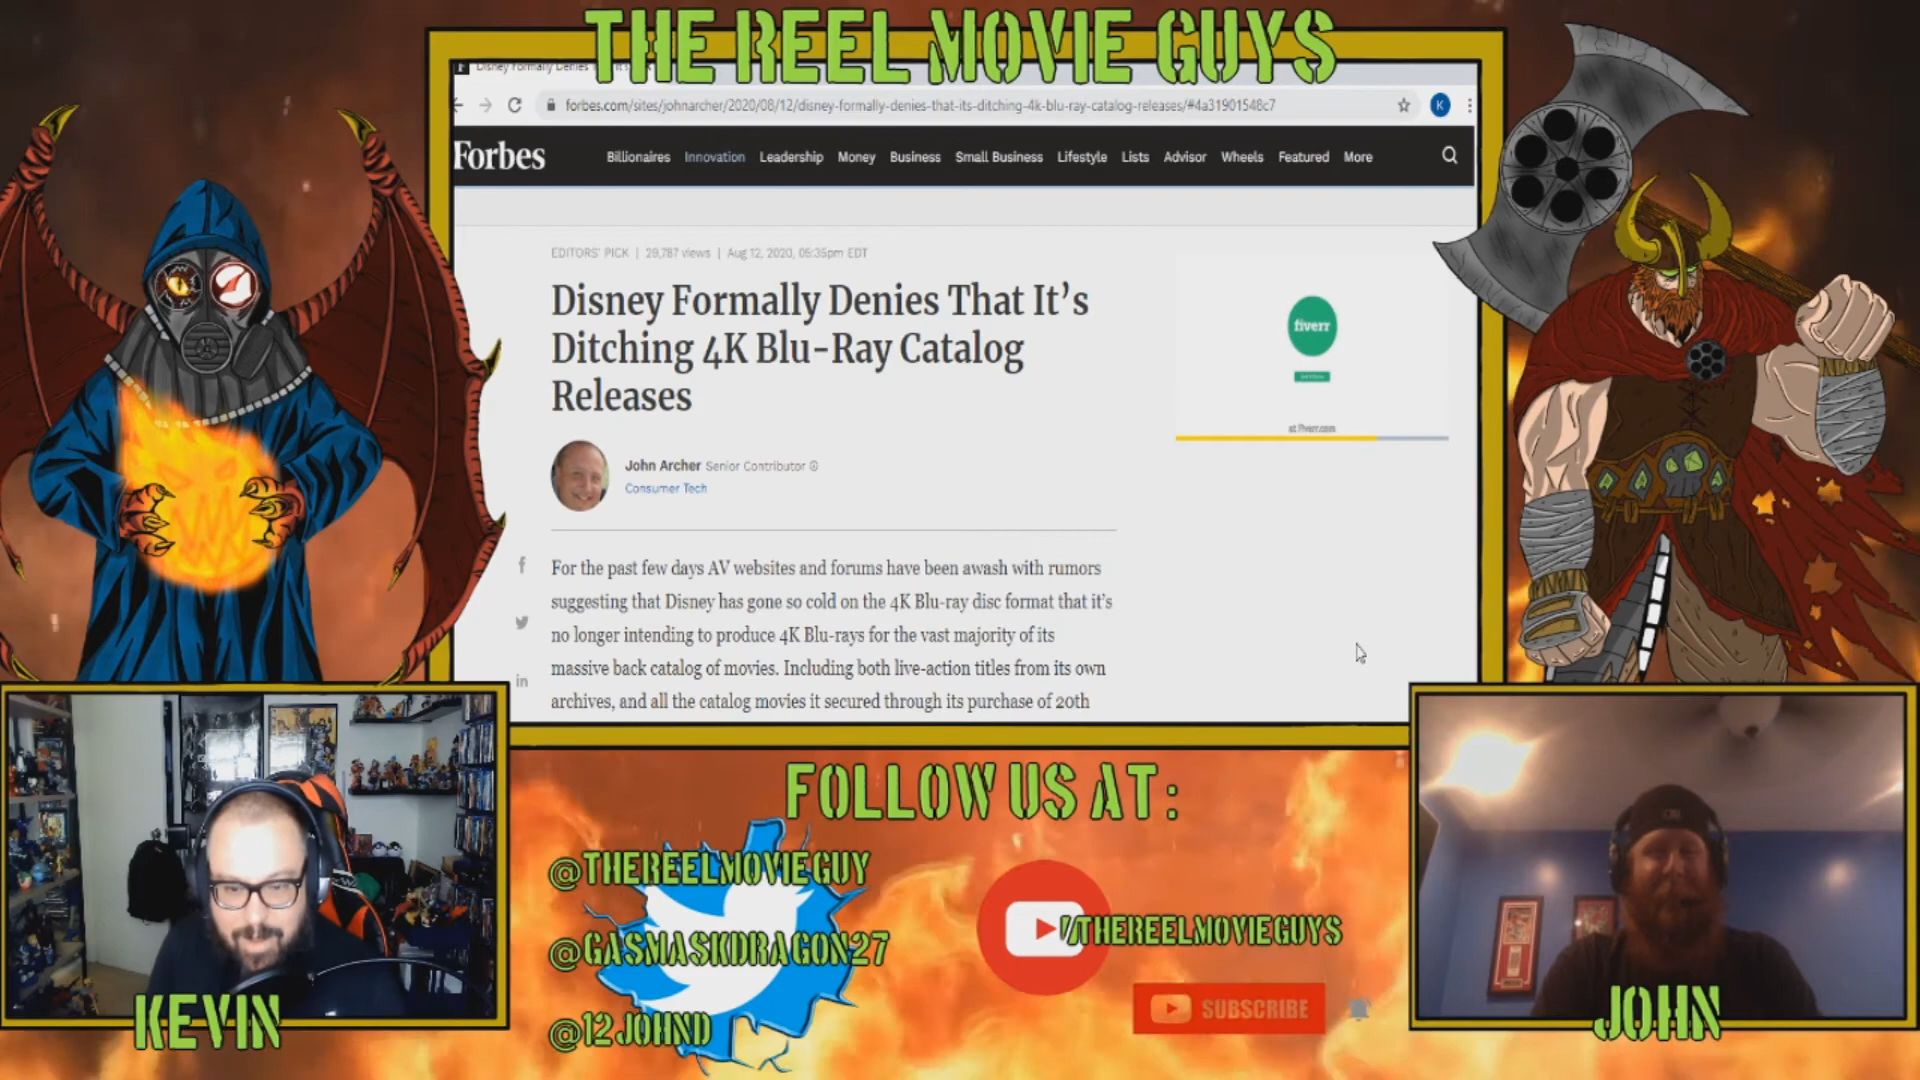 THE REEL MOVIE GUYS
Disney Formally Denies
forbes.com/sites/johnarcher/2020/08/12/disney-formally-denies-that-its-ditching-4k-blu-ray-catalog-releases/#4a31901548c7
K
Forbes
Billionaires Innovation Leadership Money Business Small Business Lifestyle Lists Advisor Wheels Featured More
EDITORS' PICK | 29,787 views | Aug 12, 2020, 05:35pm EDT
Disney Formally Denies That It's
Ditching 4K Blu-Ray Catalog
Releases
fiverr
at Fiverr.com
John Archer Senior Contributor
Consumer Tech
For the past few days AV websites and forums have been awash with rumors
suggesting that Disney has gone so cold on the 4K Blu-ray disc format that it's
no longer intending to produce 4K Blu-rays for the vast majority of its
massive back catalog of movies. Including both live-action titles from its own
archives, and all the catalog movies it secured through its purchase of 20th
FOLLOW US AT:
@THEREELMOVIEGUY
@GASMASKDRAGON27
@12JOHND
/THEREELMOVIEGUYS
SUBSCRIBE
KEVIN
JOHN